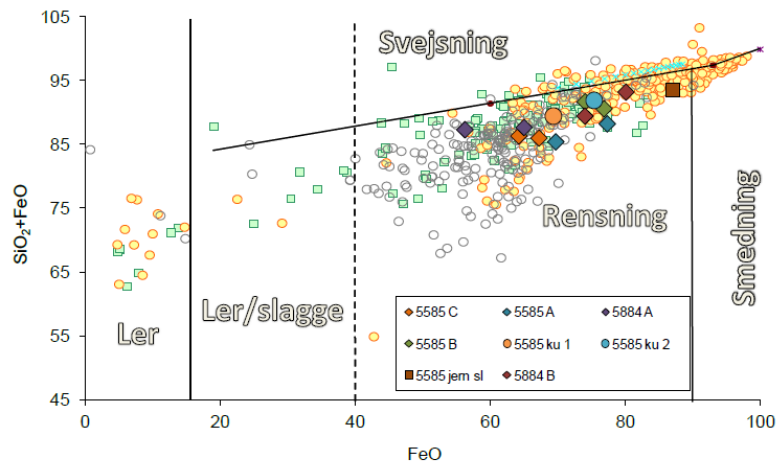 105
95
85
75
65
55
45
SiO2+FeO
Svejsning
Rensning
Smedning
Ler
Ler/slagge
5585 C
5585 A
5884 A
5585 B
5585 ku 1
5585 ku 2
5585 jern sl
5884 B
0
20
40
60
80
100
FeO